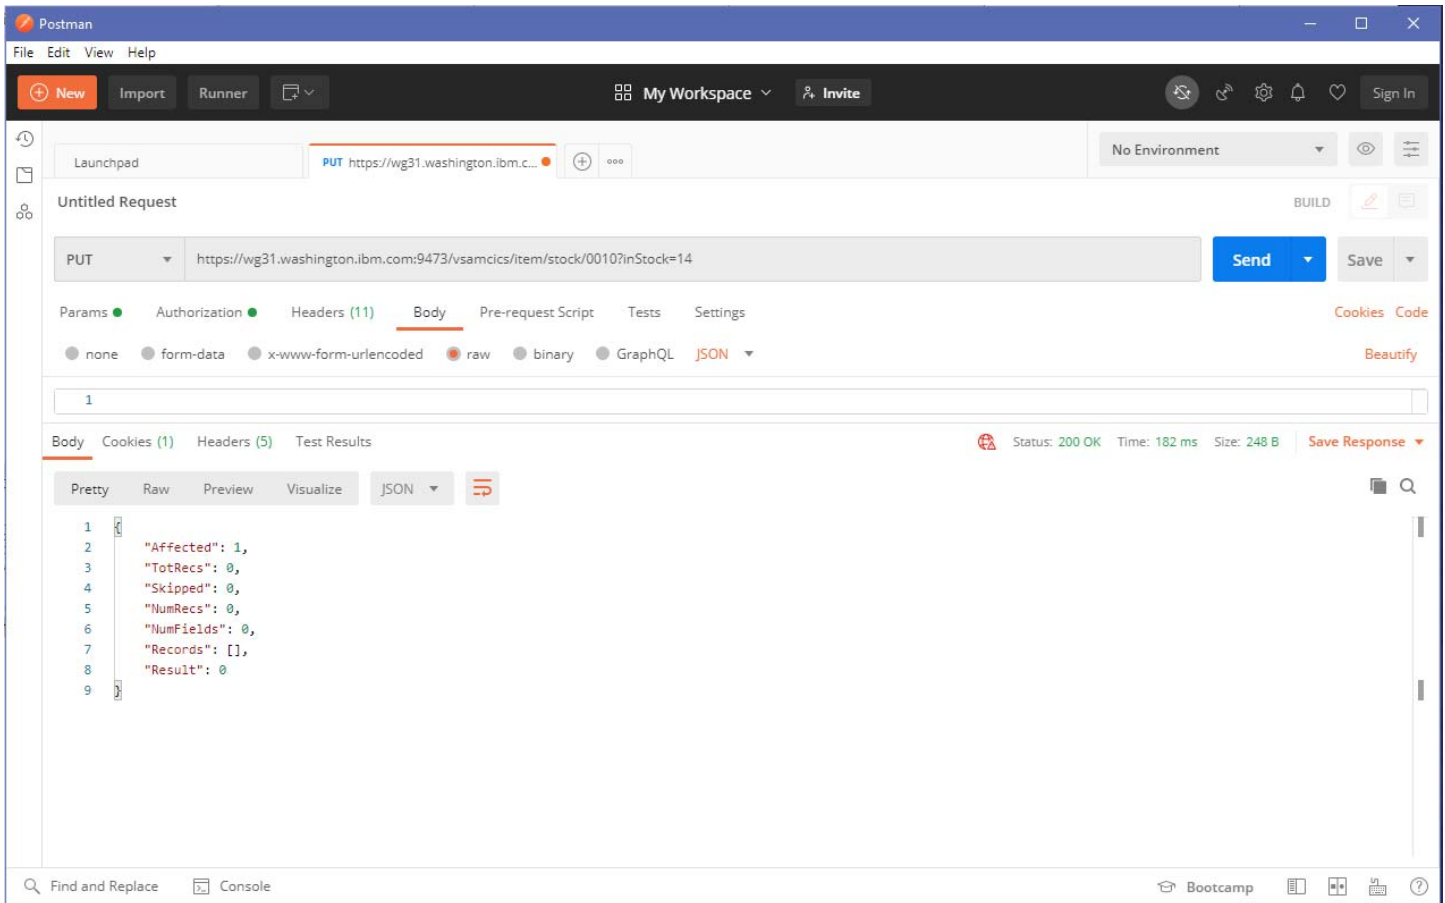 Postman
File Edit View Help
New Import Runner My Workspace Invite Sign In
Launchpad PUT https://wg31.washington.ibm.c... No Environment
Untitled Request BUILD
PUT https://wg31.washington.ibm.com:9473/vsamcics/item/stock/0010?inStock=14 Send Save
Params Authorization Headers (11) Body Pre-request Script Tests Settings Cookies Code
none form-data x-www-form-urlencoded raw binary GraphQL JSON Beautify
1
Body Cookies (1) Headers (5) Test Results Status: 200 OK Time: 182 ms Size: 248 B Save Response
Pretty Raw Preview Visualize JSON
1 {
2 "Affected": 1,
3 "TotRecs": 0,
4 "Skipped": 0,
5 "NumRecs": 0,
6 "NumFields": 0,
7 "Records": [],
8 "Result": 0
9 }
Find and Replace Console Bootcamp